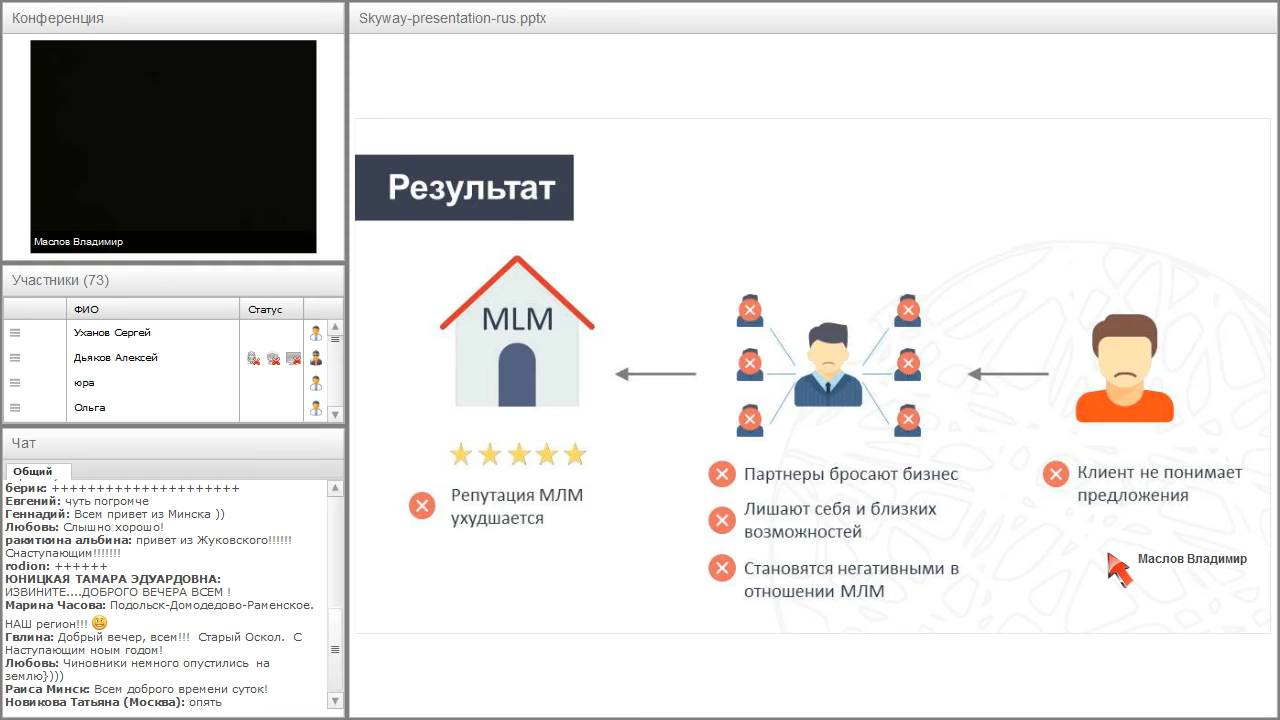 Конференция
Маслов Владимир
Участники (73)
ФИО
Статус
Уханов Сергей
Дьяков Алексей
юра
Ольга
Чат
Общий
берик: +++++++++++++++++++++
Евгений: чуть погромче
Геннадий: Всем привет из Минска ))
Любовь: Слышно хорошо!
ракиткина альбина: привет из Жуковского!!!!!!
Снаступающим!!!!!!!
rodion: ++++++
ЮНИЦКАЯ ТАМАРА ЭДУАРДОВНА:
ИЗВИНИТЕ....ДОБРОГО ВЕЧЕРА ВСЕМ !
Марина Часова: Подольск-Домодедово-Раменское.
НАШ регион!!!
Гвлина: Добрый вечер, всем!!! Старый Оскол. С
Наступающим ноым годом!
Любовь: Чиновники немного опустились на
землю}))))
Раиса Минск: Всем доброго времени суток!
Новикова Татьяна (Москва): опять
Skyway-presentation-rus.pptx
Результат
MLM
Репутация МЛМ
ухудшается
Партнеры бросают бизнес
Лишают себя и близких
возможностей
Становятся негативными в
отношении МЛМ
Клиент не понимает
предложения
Маслов Владимир